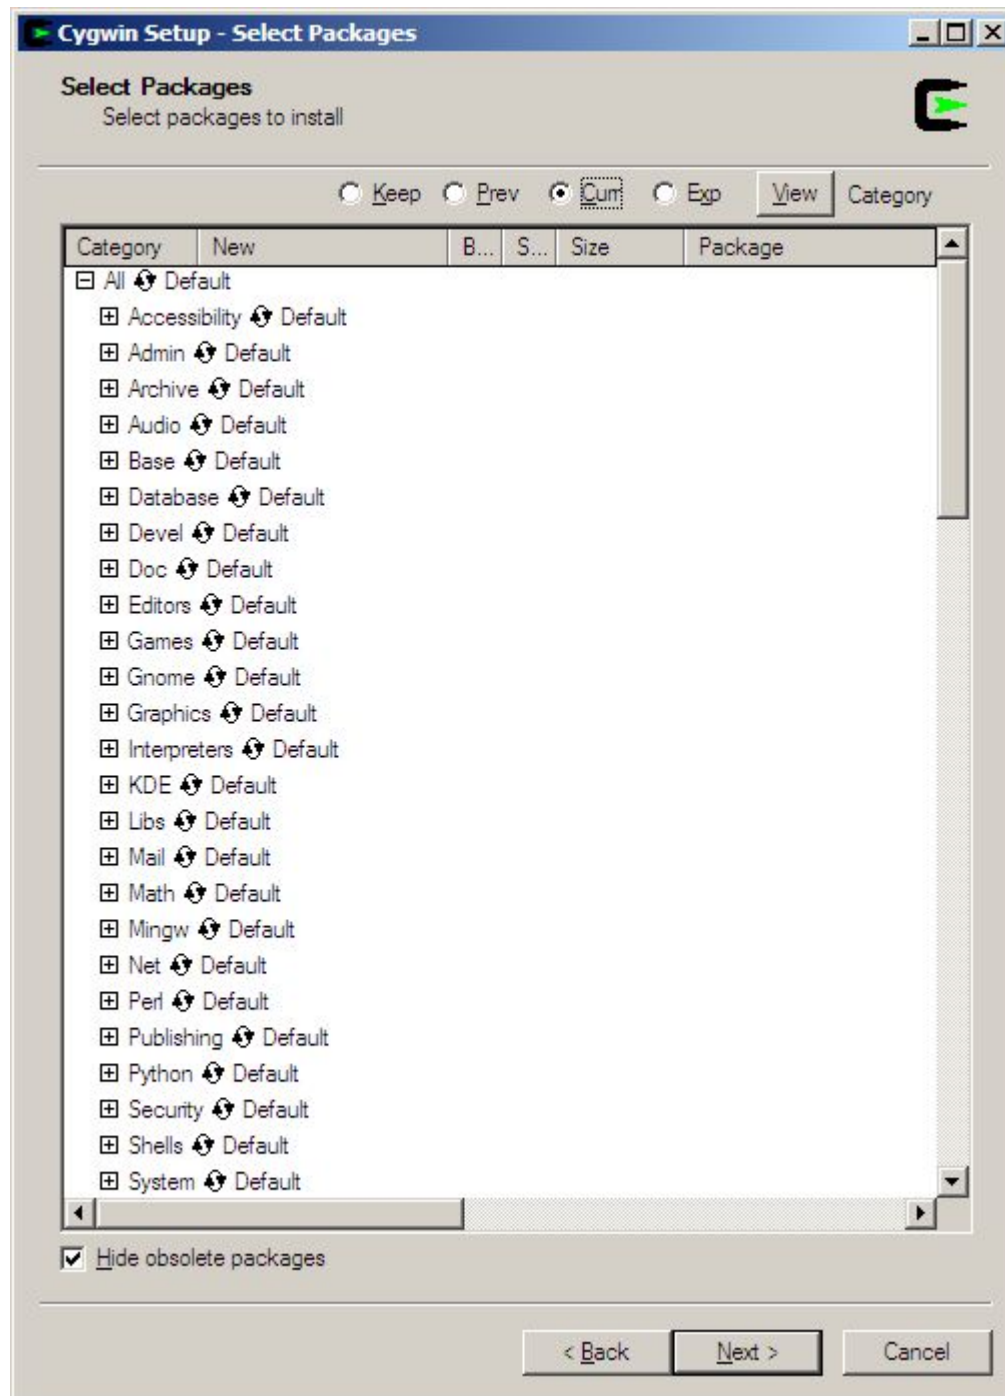 Cygwin Setup - Select Packages
Select Packages
Select packages to install
Keep Prev Curr Exp View Category
Category New B... S... Size Package
All Default
Accessibility Default
Admin Default
Archive Default
Audio Default
Base Default
Database Default
Devel Default
Doc Default
Editors Default
Games Default
Gnome Default
Graphics Default
Interpreters Default
KDE Default
Libs Default
Mail Default
Math Default
Mingw Default
Net Default
Perl Default
Publishing Default
Python Default
Security Default
Shells Default
System Default
Hide obsolete packages
< Back Next > Cancel